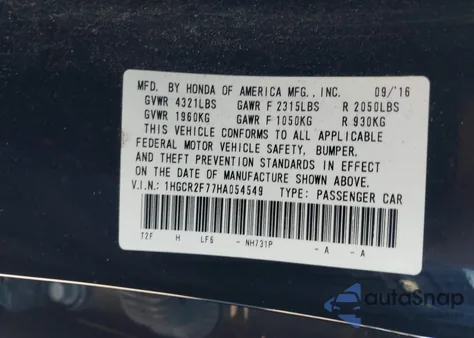 MFD. BY HONDA OF AMERICA MFG., INC. 09/'16
GVWR 4321LBS GAWR F 2315LBS R 2050LBS
GVWR 1960KG GAWR F 1050KG R 930KG
THIS VEHICLE CONFORMS TO ALL APPLICABLE
FEDERAL MOTOR VEHICLE SAFETY, BUMPER,
AND THEFT PREVENTION STANDARDS IN EFFECT
ON THE DATE OF MANUFACTURE SHOWN ABOVE.
V.I.N: 1HGCR2F77HA054549 TYPE: PASSENGER CAR
T2F H LF6 -NH731P -A -A
autoSnap